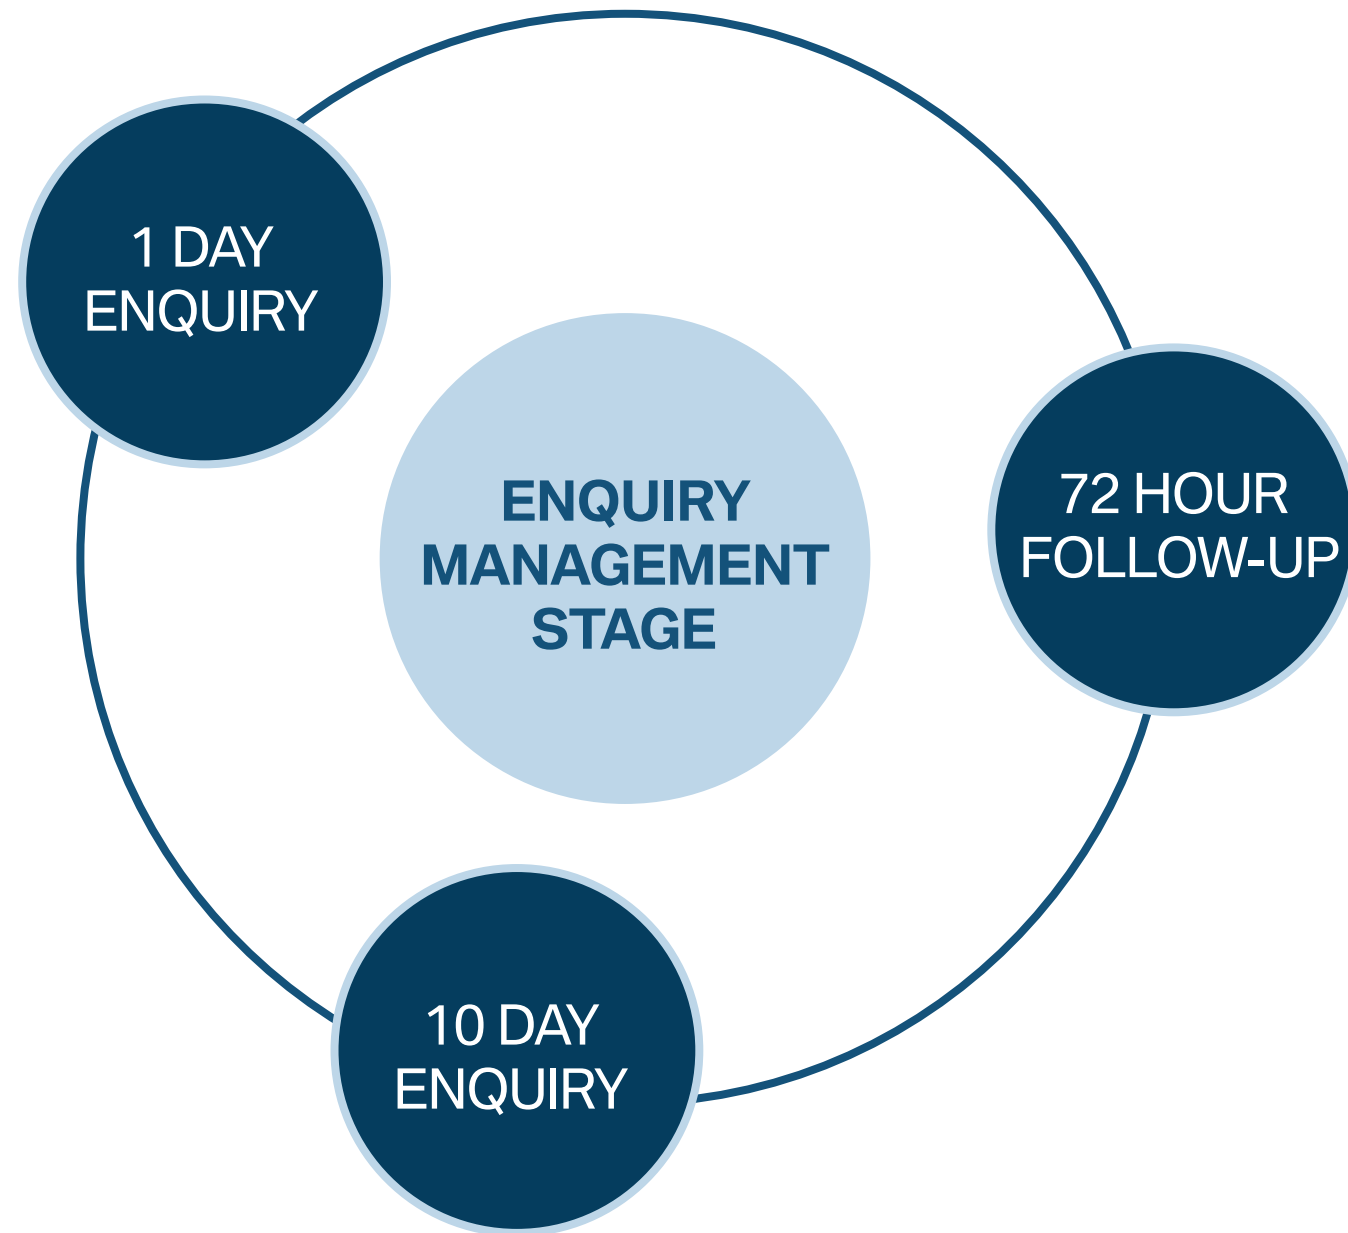 1 DAY
ENQUIRY
ENQUIRY
MANAGEMENT
STAGE
72 HOUR
FOLLOW-UP
10 DAY
ENQUIRY